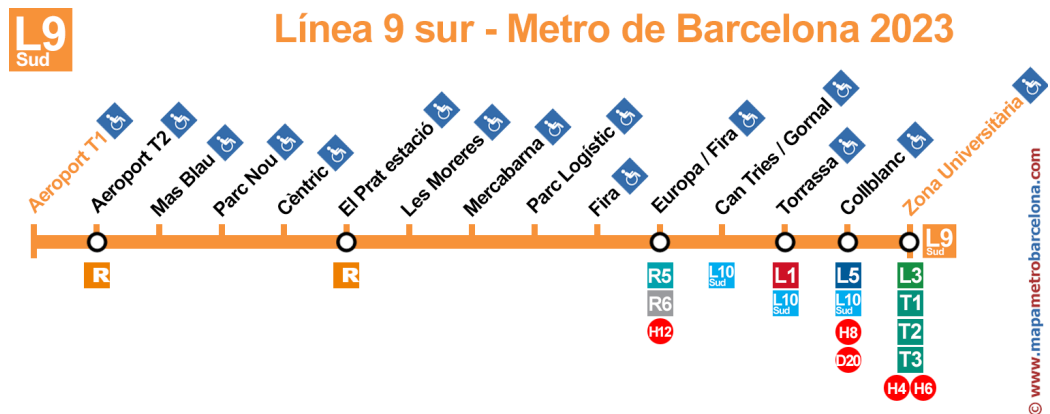 L9
Sud
Línea 9 sur - Metro de Barcelona 2023
Aeroport T1
Aeroport T2
Mas Blau
Parc Nou
Cèntric
El Prat estació
Les Moreres
Mercabarna
Parc Logístic
Fira
Europa / Fira
Can Tries / Gornal
Torrassa
Collblanc
Zona Universitària
L9
Sud
R
R
R5
R6
H12
L10
Sud
L1
L10
Sud
L5
L10
Sud
H8
D20
L3
T1
T2
T3
H4 H6
© www.mapametrobarcelona.com